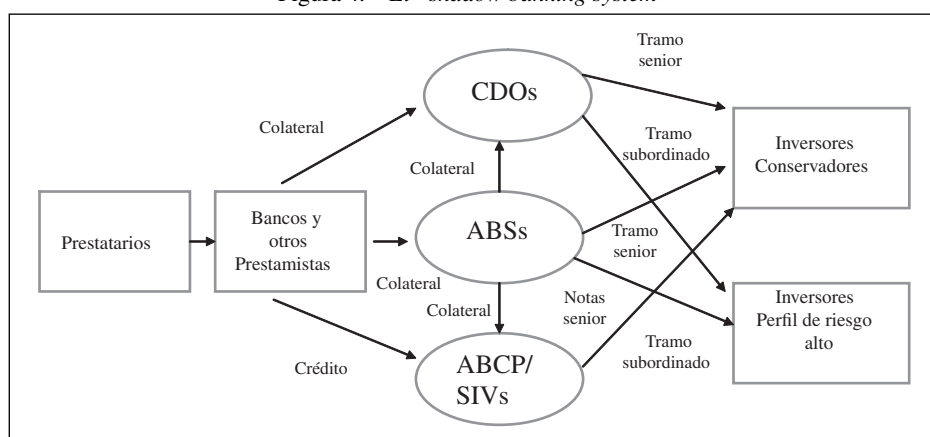 Figura 4. El shadow banking system
Tramo
senior
CDOs
Colateral
Tramo
subordinado
Inversores
Conservadores
Colateral
Prestatarios
Bancos y
otros
Prestamistas
ABSs
Tramo
senior
Colateral
Colateral
Notas
senior
Inversores
Perfil de riesgo
alto
Tramo
subordinado
Crédito
ABCP/
SIVs